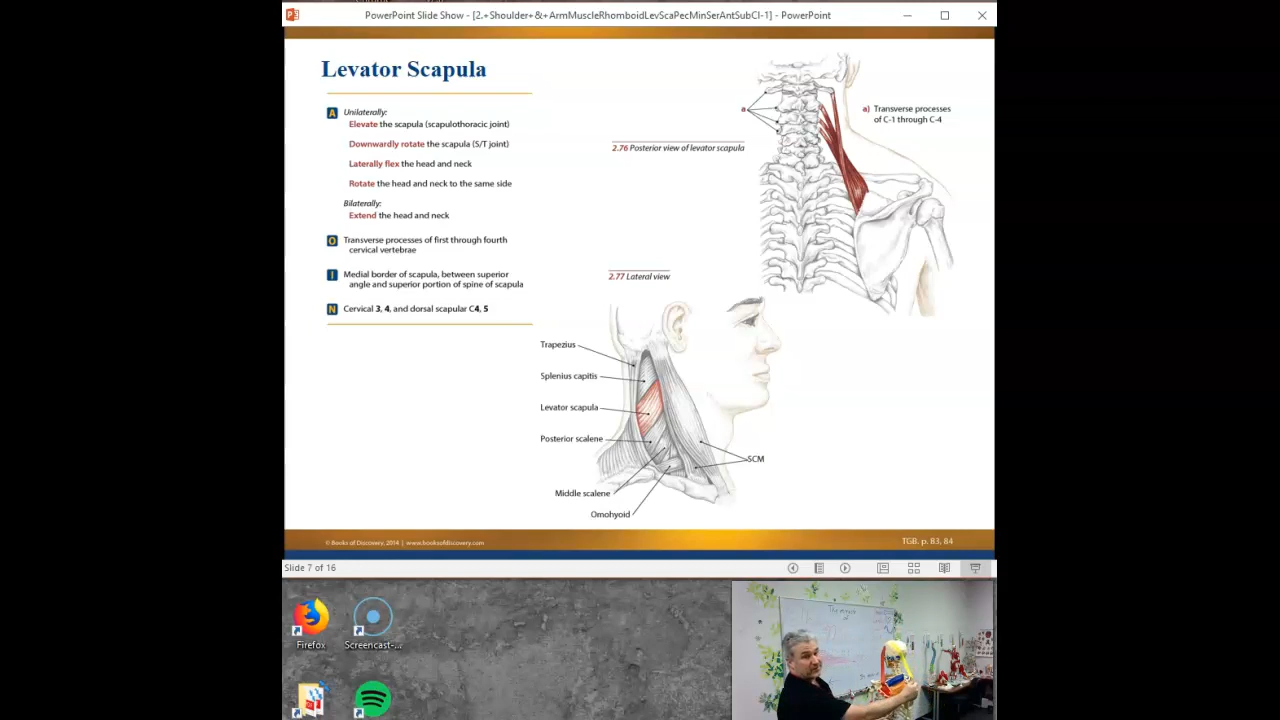 PowerPoint Slide Show - [2.+Shoulder+&+ArmMuscleRhomboidLevScaPecMinSerAntSubCl-1] - PowerPoint
Levator Scapula
A Unilaterally:
Elevate the scapula (scapulothoracic joint)
Downwardly rotate the scapula (S/T joint)
Laterally flex the head and neck
Rotate the head and neck to the same side
Bilaterally:
Extend the head and neck
O Transverse processes of first through fourth
cervical vertebrae
I Medial border of scapula, between superior
angle and superior portion of spine of scapula
N Cervical 3, 4, and dorsal scapular C4, 5
a
a) Transverse processes
of C-1 through C-4
2.76 Posterior view of levator scapula
2.77 Lateral view
Trapezius
Splenius capitis
Levator scapula
Posterior scalene
Middle scalene
Omohyoid
SCM
© Books of Discovery, 2014 | www.booksofdiscovery.com
TGB. p. 83, 84
Slide 7 of 16
Firefox
Screencast-...